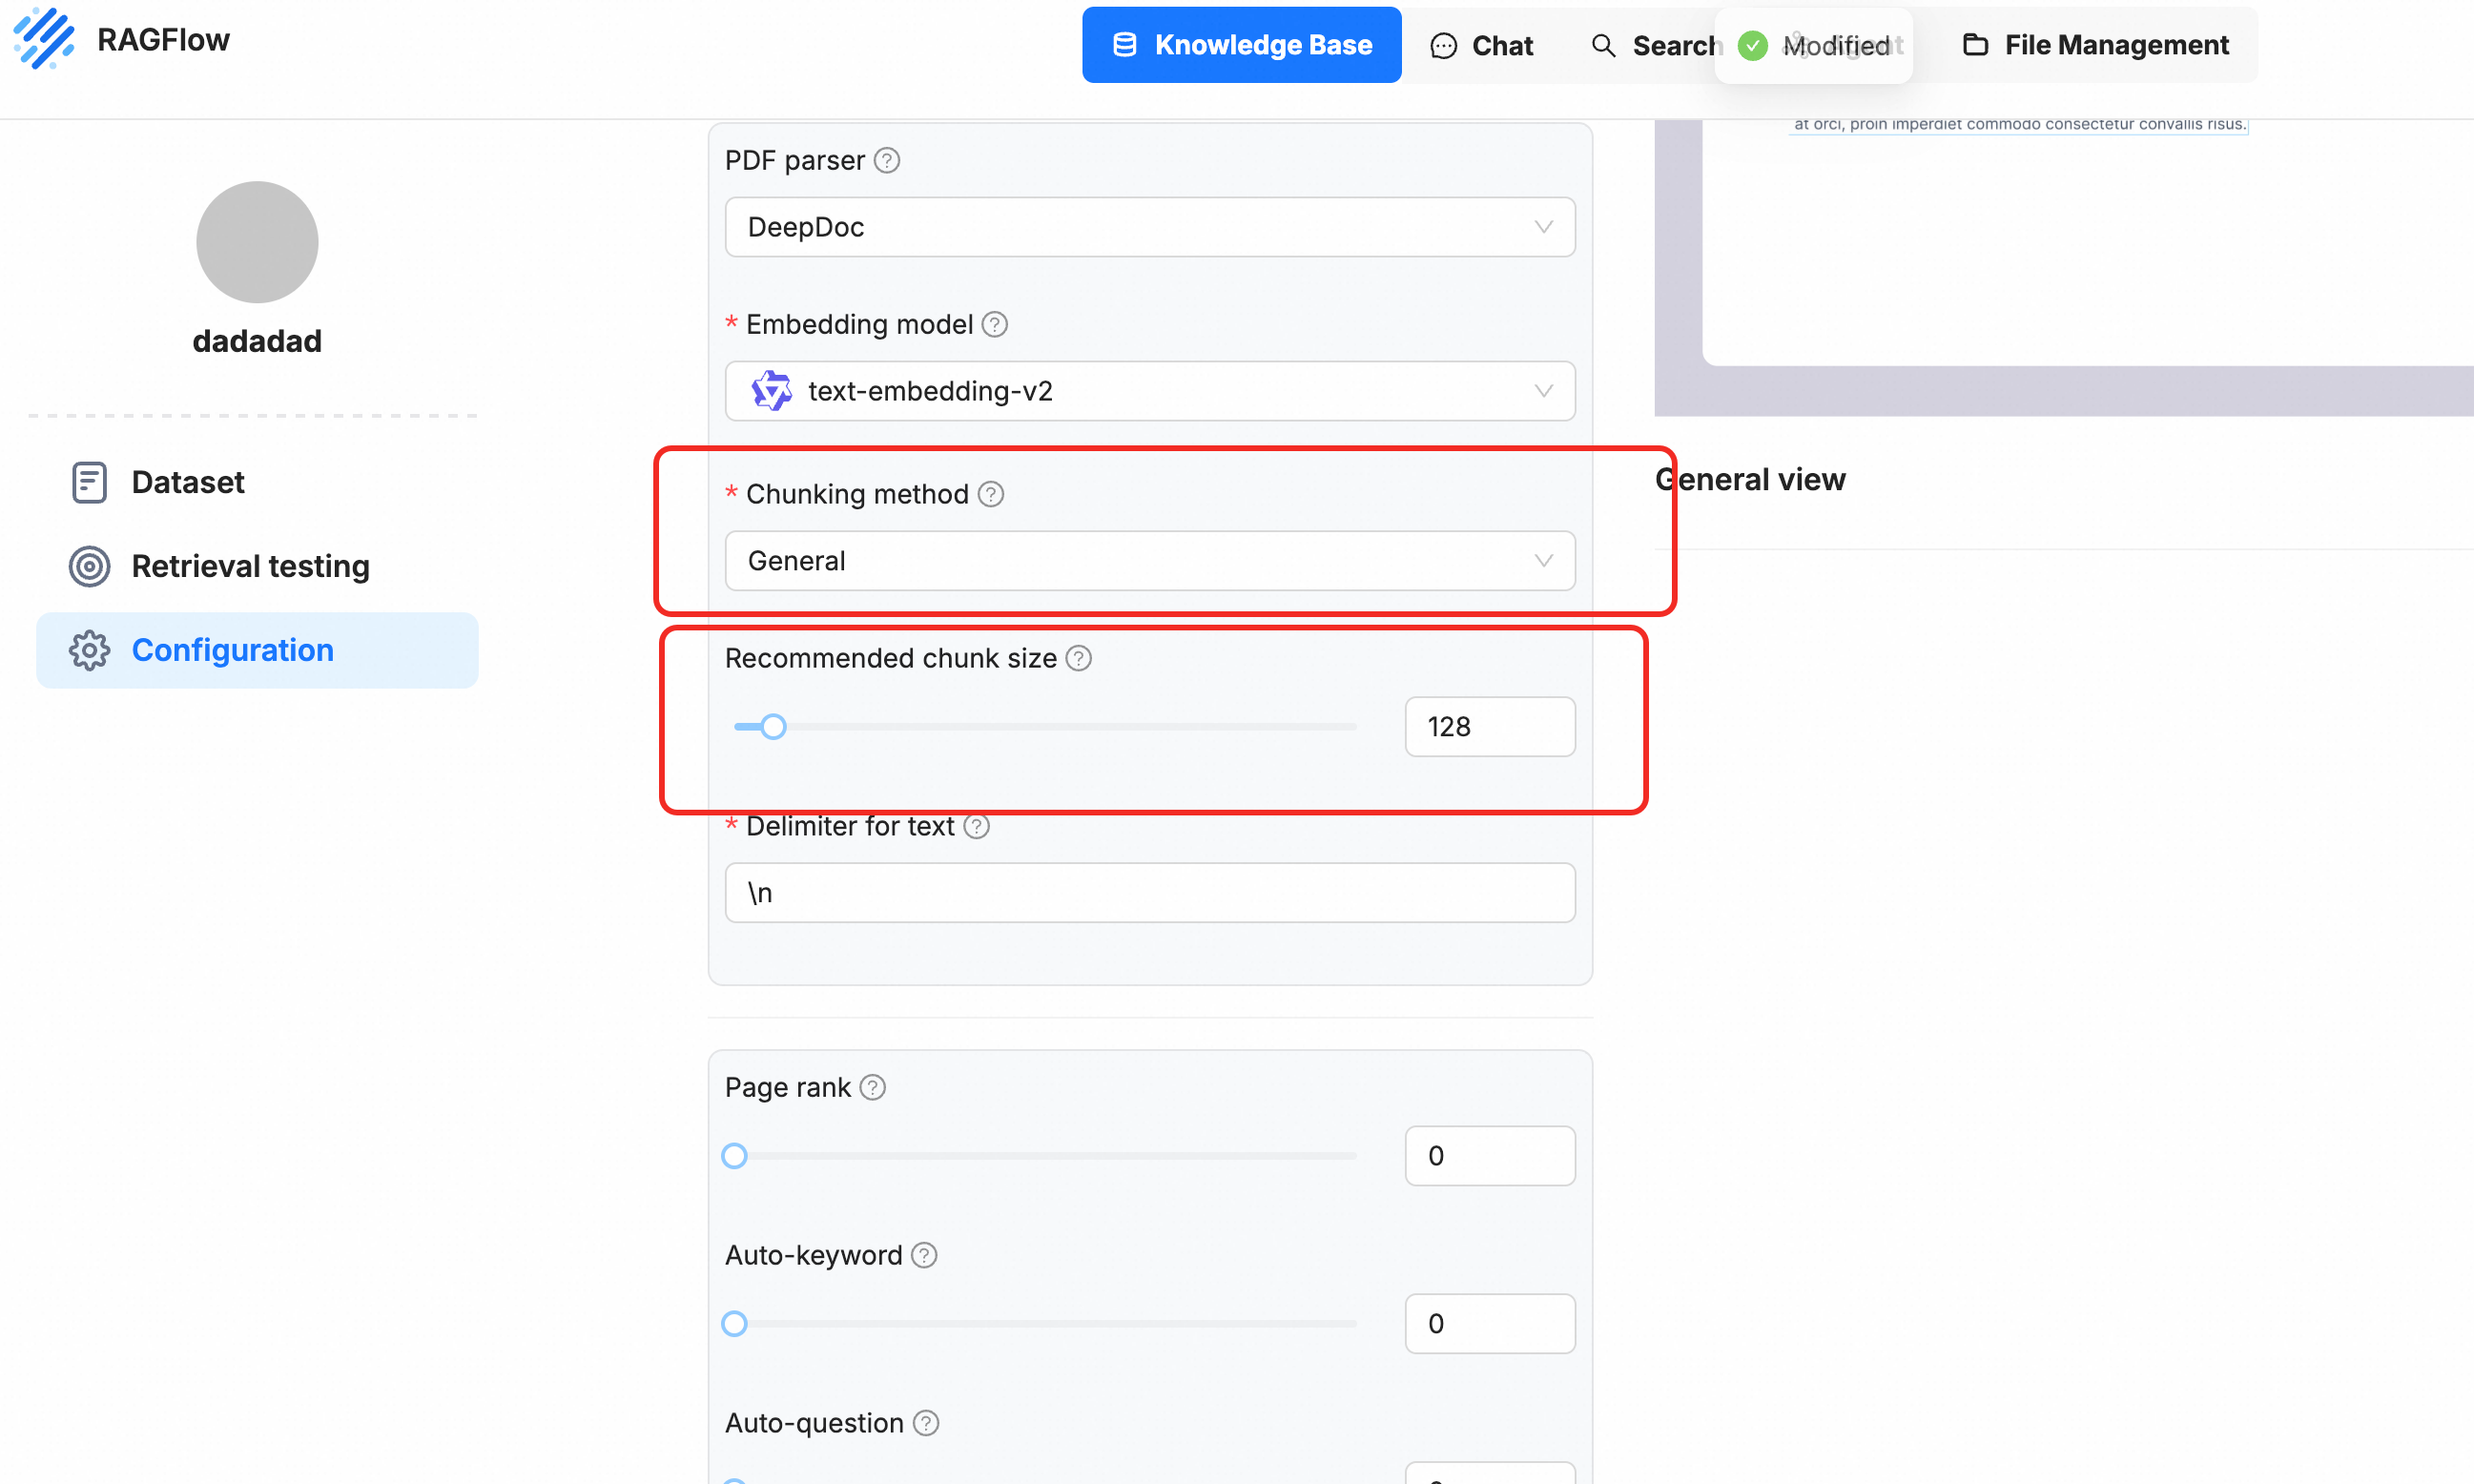 RAGFlow
Knowledge Base
Chat
Search
Modified
File Management
dadadad
Dataset
Retrieval testing
Configuration
PDF parser
DeepDoc
* Embedding model
text-embedding-v2
* Chunking method
General
Recommended chunk size
128
* Delimiter for text
\n
Page rank
0
Auto-keyword
0
Auto-question
at orci, proin imperdiet commodo consectetur convallis risus.
General view